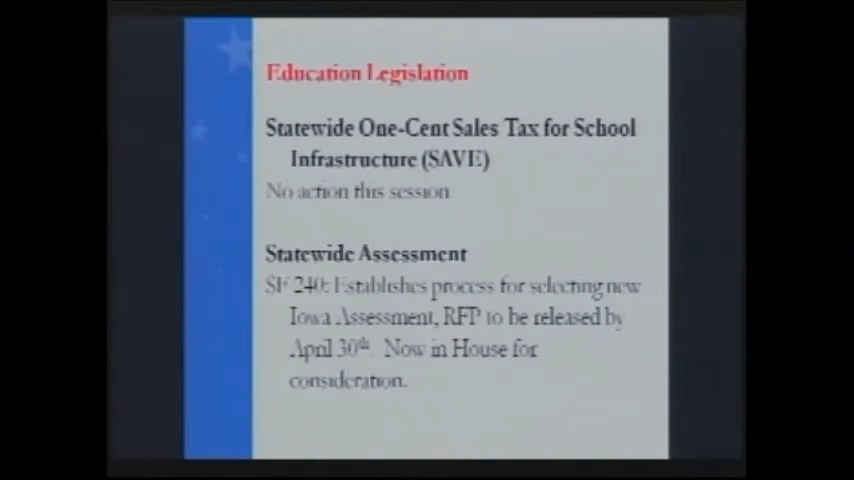 Education Legislation
Statewide One-Cent Sales Tax for School
Infrastructure (SAVE)
No action this session
Statewide Assessment
SF 240: Establishes process for selecting new
Iowa Assessment, RFP to be released by
April 30th. Now in House for
consideration.